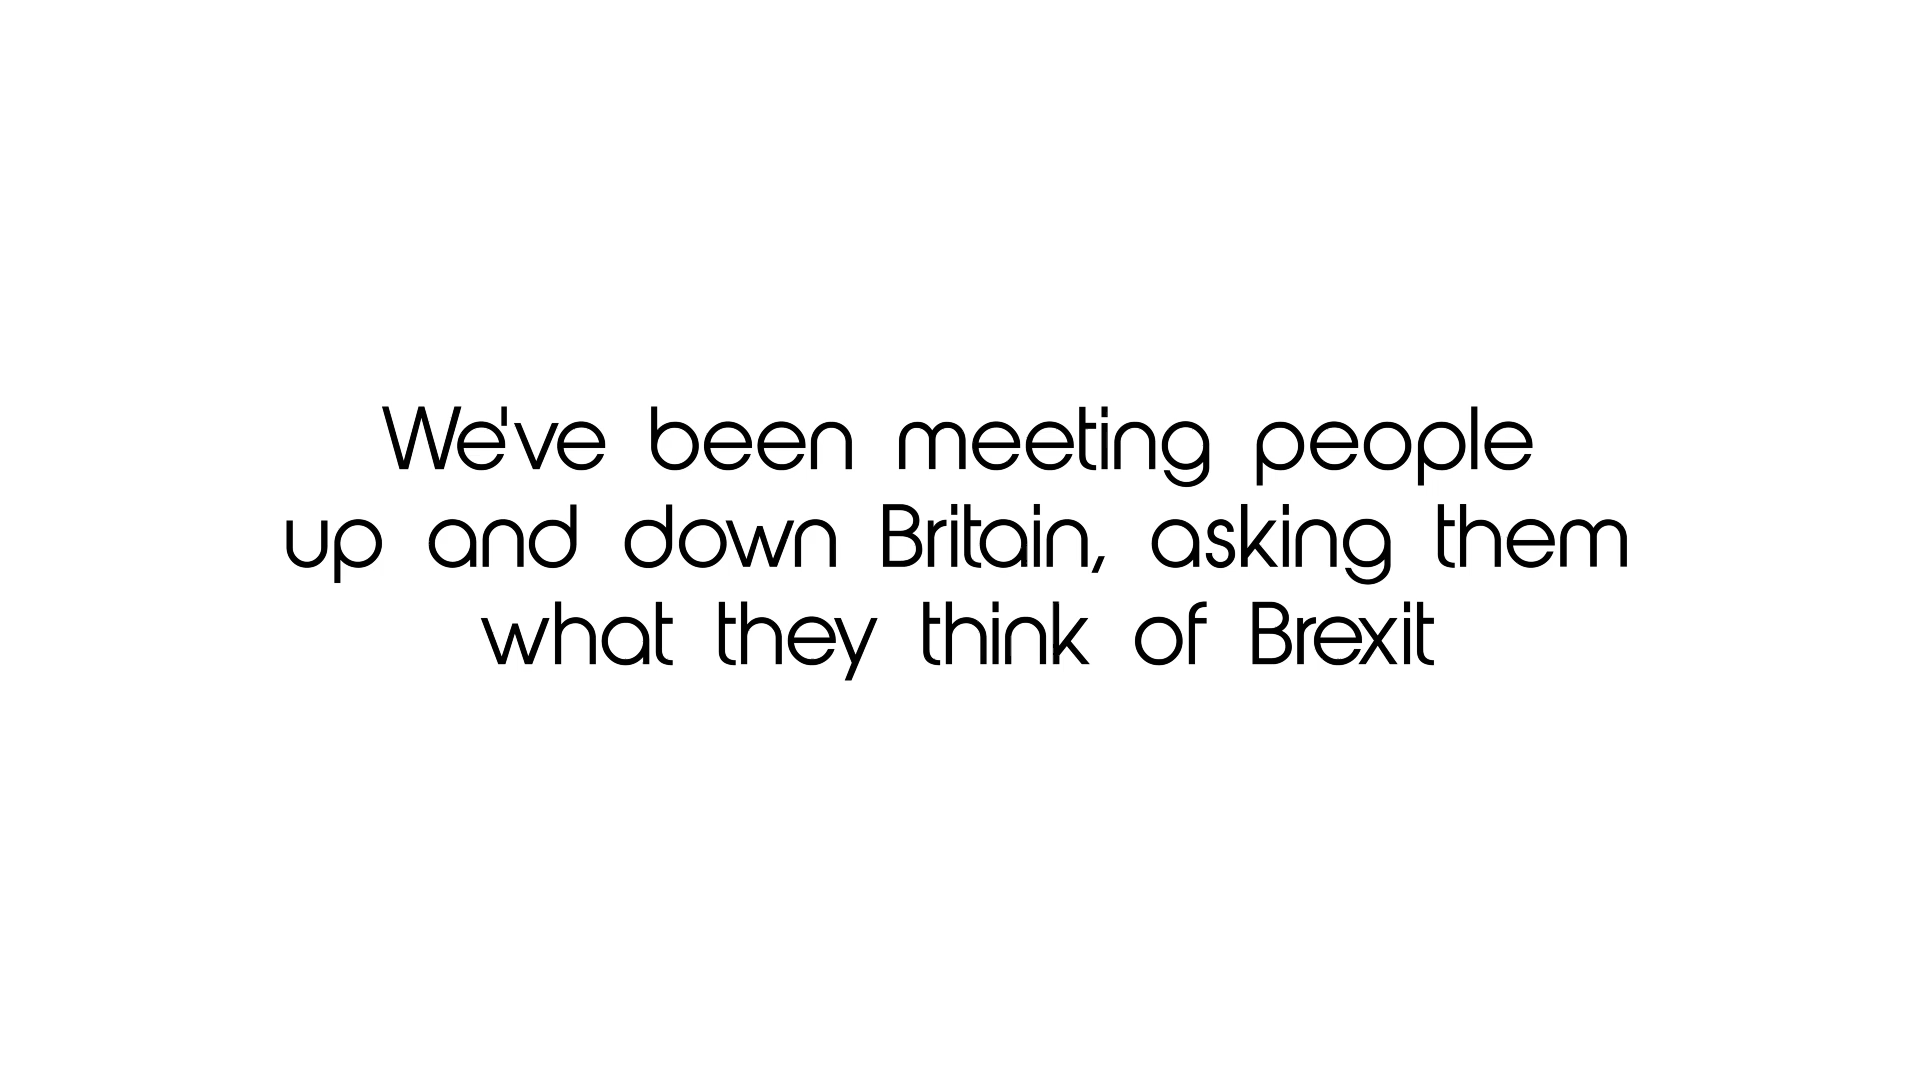 We've been meeting people
up and down Britain, asking them
what they think of Brexit